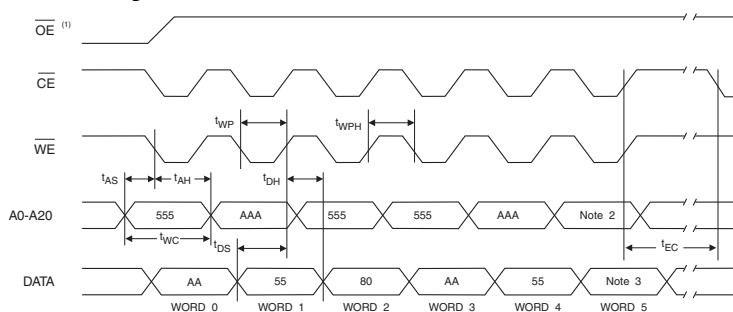 OE (1)
CE
tWP
tWPH
WE
tAS
tAH
tDH
A0-A20
555
AAA
555
555
AAA
Note 2
tWC
tDS
tEC
DATA
AA
55
80
AA
55
Note 3
WORD 0
WORD 1
WORD 2
WORD 3
WORD 4
WORD 5